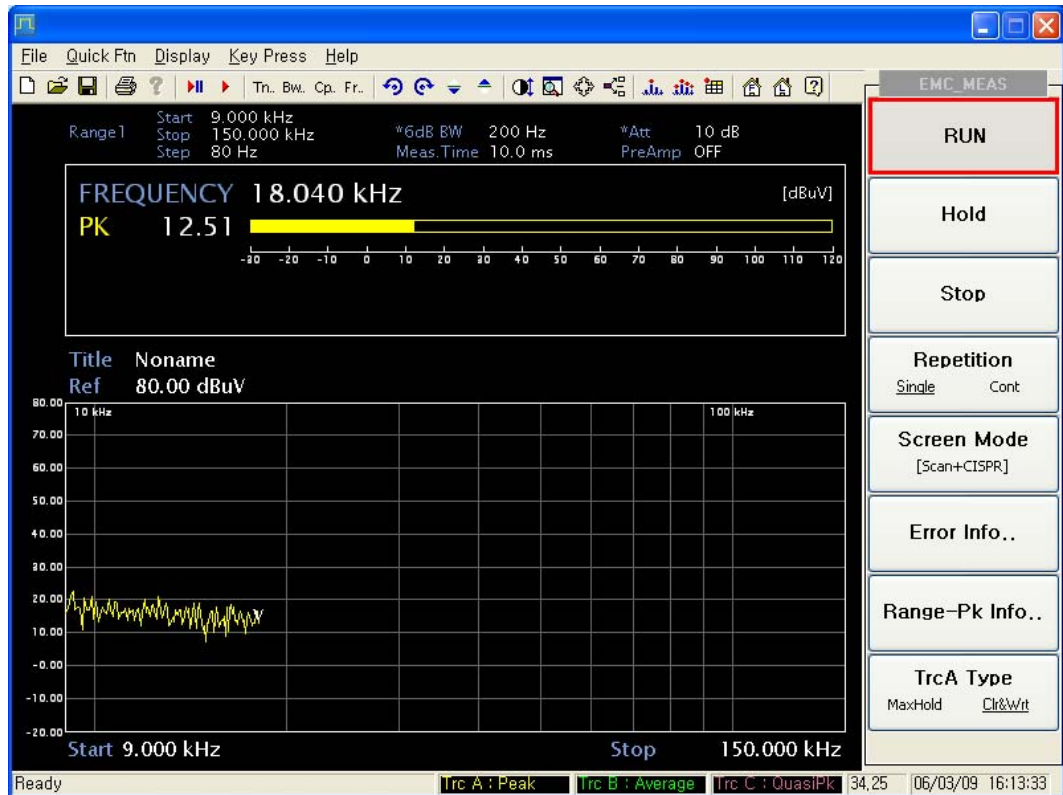 File Quick Ftn Display Key Press Help
Tn. Bw. Cp. Fr..
EMC_MEAS
Range1
Start 9.000 kHz
Stop 150.000 kHz
Step 80 Hz
*6dB BW 200 Hz
Meas.Time 10.0 ms
*Att 10 dB
PreAmp OFF
FREQUENCY 18.040 kHz [dBuV]
PK 12.51
-30 -20 -10 0 10 20 30 40 50 60 70 80 90 100 110 120
Title Noname
Ref 80.00 dBuV
10 kHz 100 kHz
80.00
70.00
60.00
50.00
40.00
30.00
20.00
10.00
-0.00
-10.00
-20.00
Start 9.000 kHz Stop 150.000 kHz
RUN
Hold
Stop
Repetition
Single Cont
Screen Mode
[Scan+CISPR]
Error Info..
Range-Pk Info..
TrcA Type
MaxHold Clr&Wrt
Ready Trc A : Peak Trc B : Average Trc C : QuasiPk 34,25 06/03/09 16:13:33